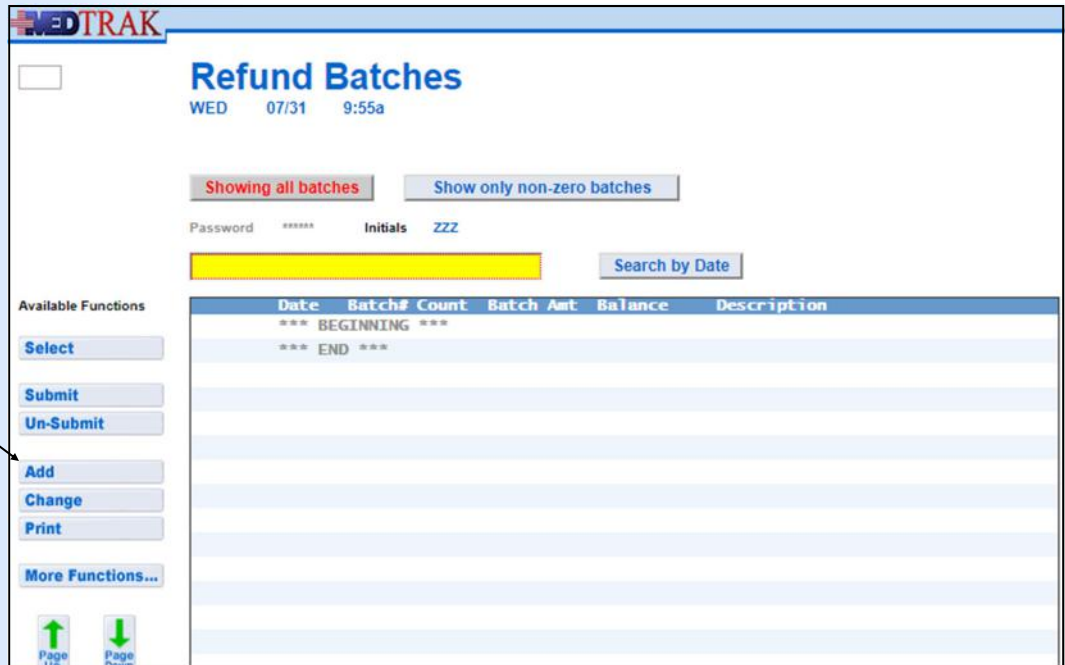 MEDTRAK
Refund Batches
WED 07/31 9:55a
Showing all batches Show only non-zero batches
Password ****** Initials ZZZ
Search by Date
Available Functions
Date Batch# Count Batch Amt Balance Description
*** BEGINNING ***
Select
*** END ***
Submit
Un-Submit
Add
Change
Print
More Functions...
Page Page
Up Down